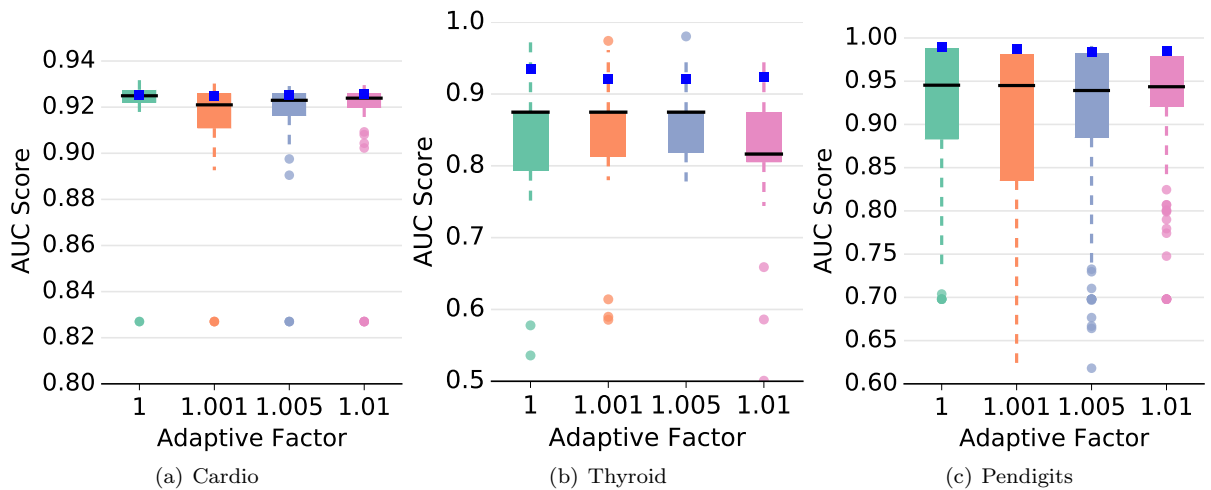 0.94
0.92
0.90
0.88
0.86
0.84
0.82
0.80
AUC Score
1 1.001 1.005 1.01
Adaptive Factor
(a) Cardio
1.0
0.9
0.8
0.7
0.6
0.5
AUC Score
1 1.001 1.005 1.01
Adaptive Factor
(b) Thyroid
1.00
0.95
0.90
0.85
0.80
0.75
0.70
0.65
0.60
AUC Score
1 1.001 1.005 1.01
Adaptive Factor
(c) Pendigits